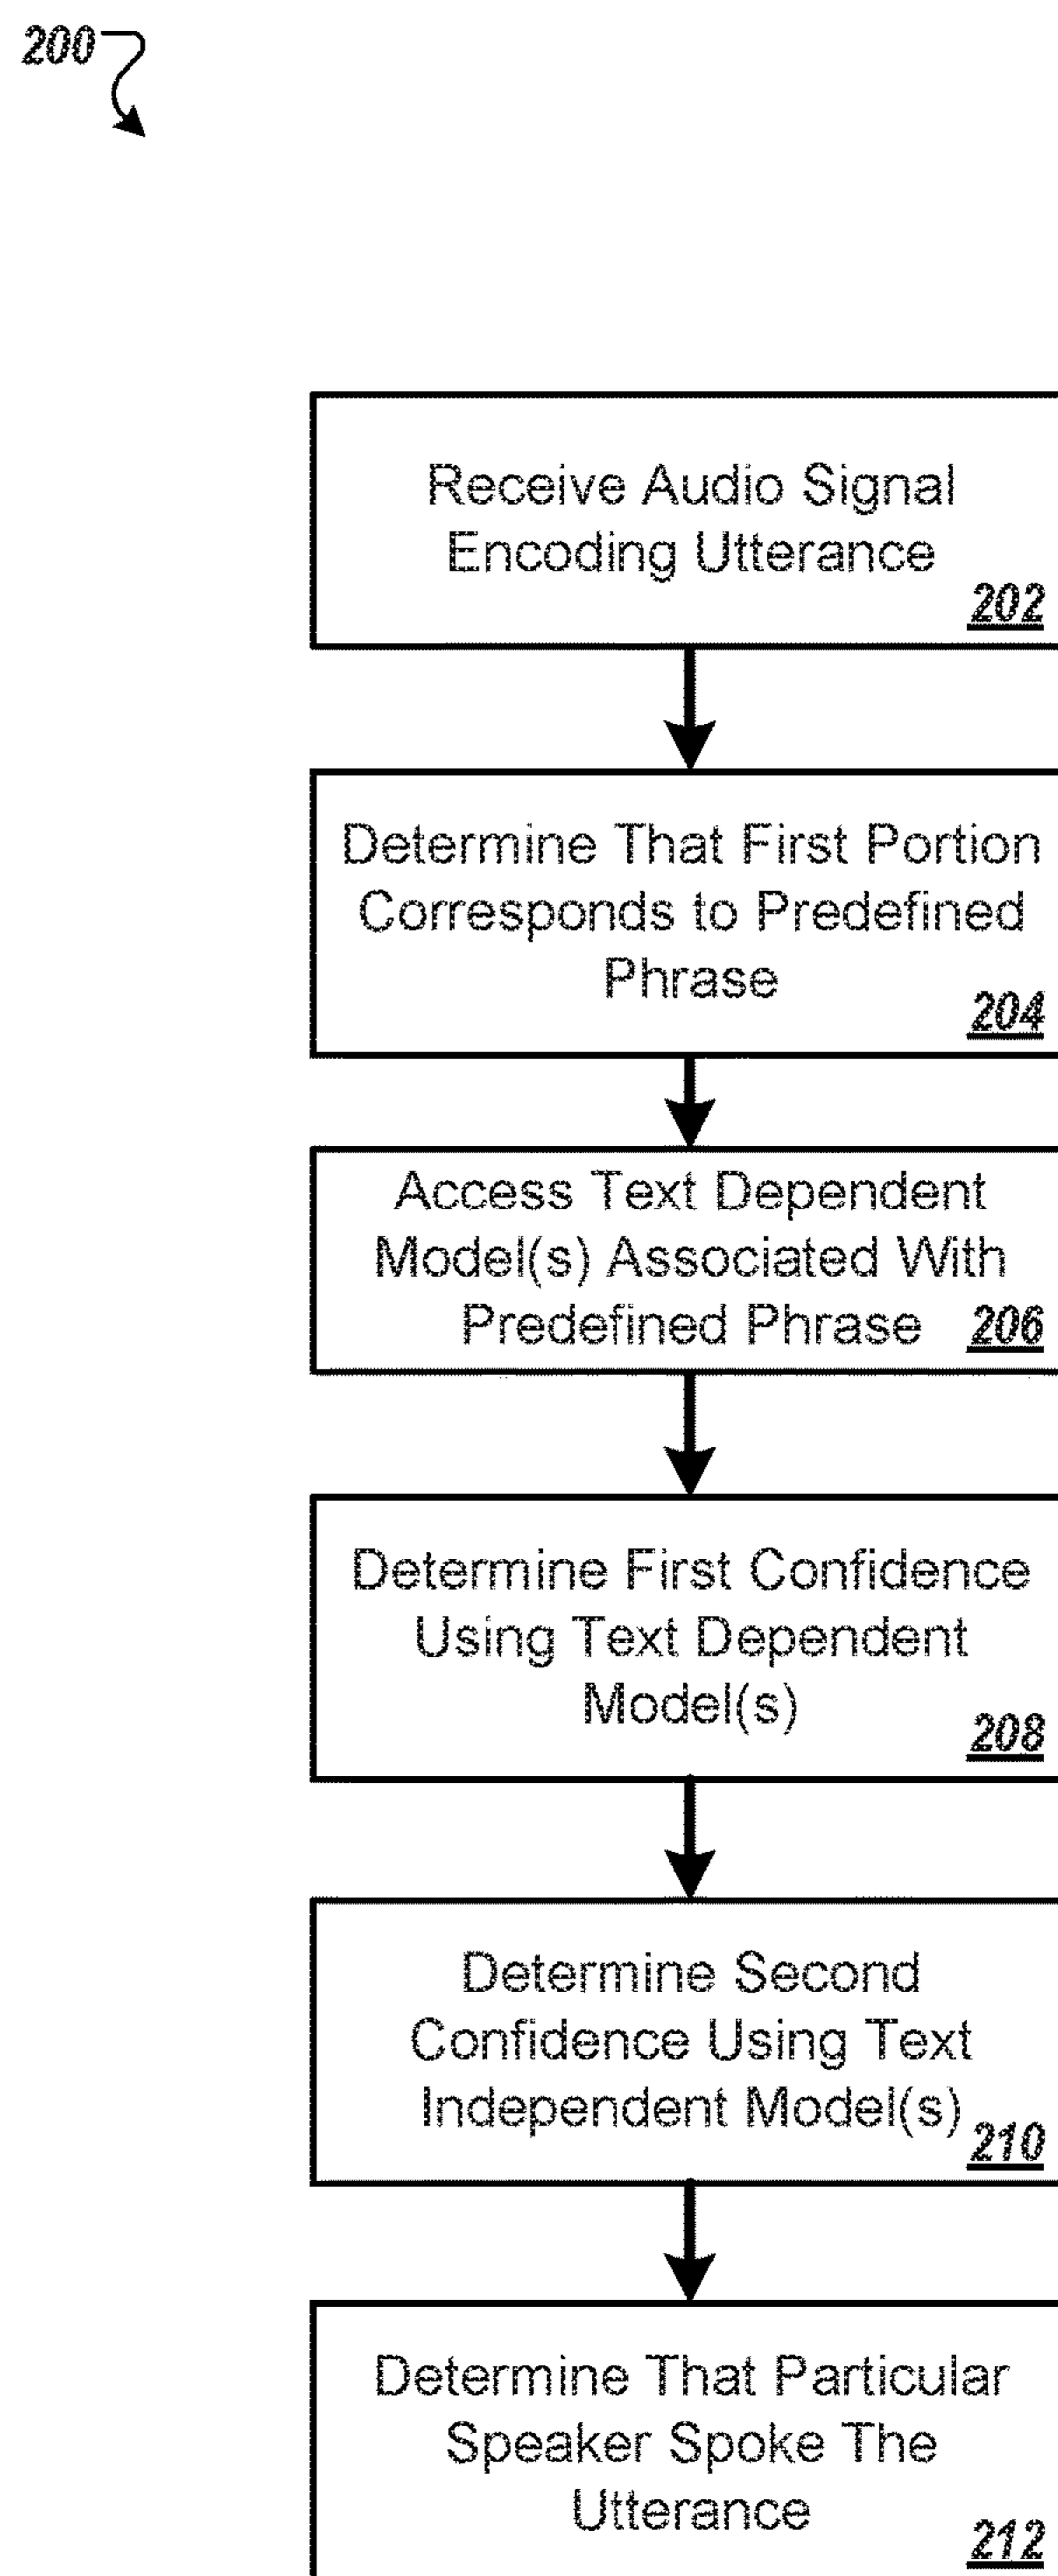 200
Receive Audio Signal
Encoding Utterance
202
Determine That First Portion
Corresponds to Predefined
Phrase
204
Access Text Dependent
Model(s) Associated With
Predefined Phrase 206
Determine First Confidence
Using Text Dependent
Model(s)
208
Determine Second
Confidence Using Text
Independent Model(s)
210
Determine That Particular
Speaker Spoke The
Utterance
212